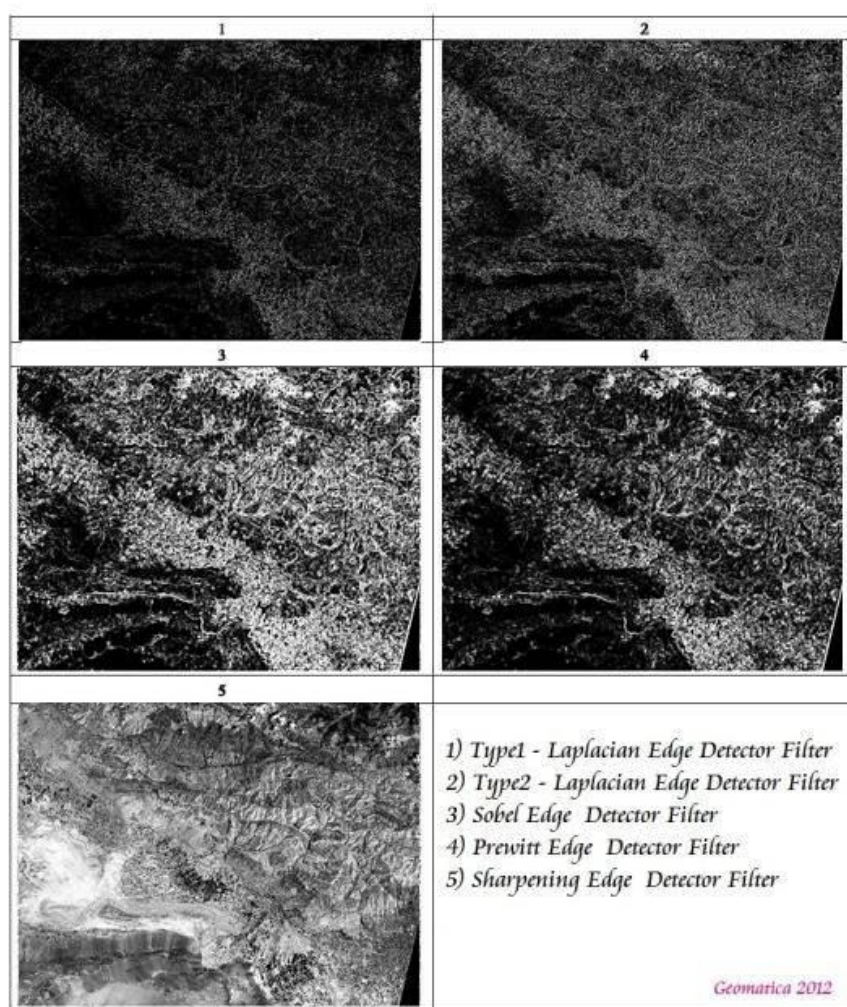 1
2
3
4
5
1) Type1 - Laplacian Edge Detector Filter
2) Type2 - Laplacian Edge Detector Filter
3) Sobel Edge Detector Filter
4) Prewitt Edge Detector Filter
5) Sharpening Edge Detector Filter
Geomatica 2012